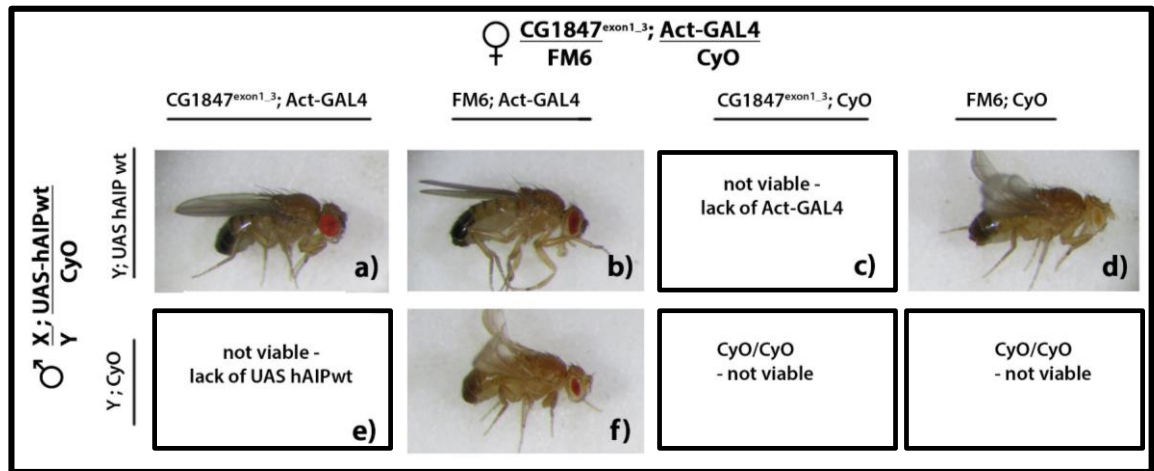 ♀ CG1847exon1_3; Act-GAL4
FM6 CyO
CG1847exon1_3; Act-GAL4
FM6; Act-GAL4
CG1847exon1_3; CyO
FM6; CyO
♂ X ; UAS-hAIPwt
Y CyO
Y; UAS hAIP wt
a)
b)
not viable -
lack of Act-GAL4
c)
d)
Y ; CyO
not viable -
lack of UAS hAIPwt
e)
f)
CyO/CyO
- not viable
CyO/CyO
- not viable